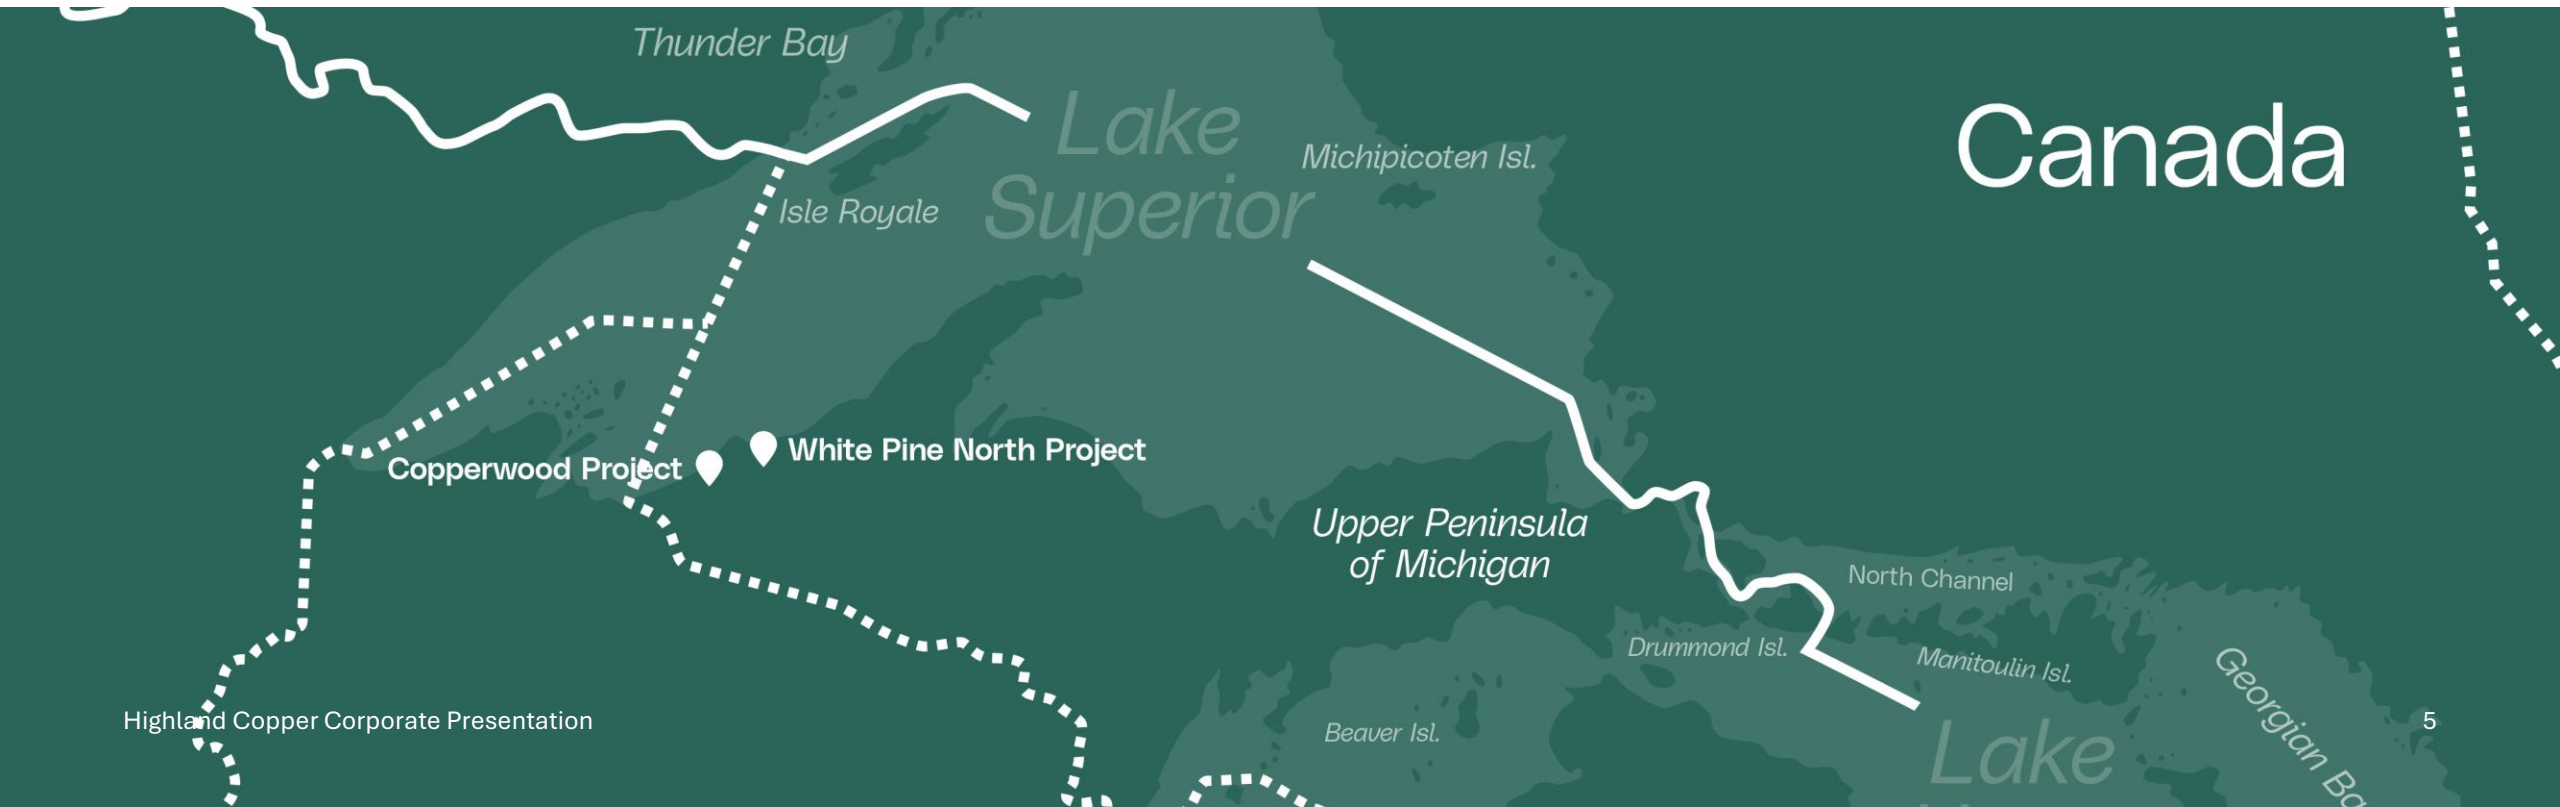 Thunder Bay
Lake
Superior
Canada
Michipicoten Isl.
Isle Royale
White Pine North Project
Copperwood Project
Upper Peninsula
of Michigan
North Channel
Drummond Isl.
Manitoulin Isl.
Georgian
Beaver Isl.
Lake
Highland Copper Corporate Presentation
5